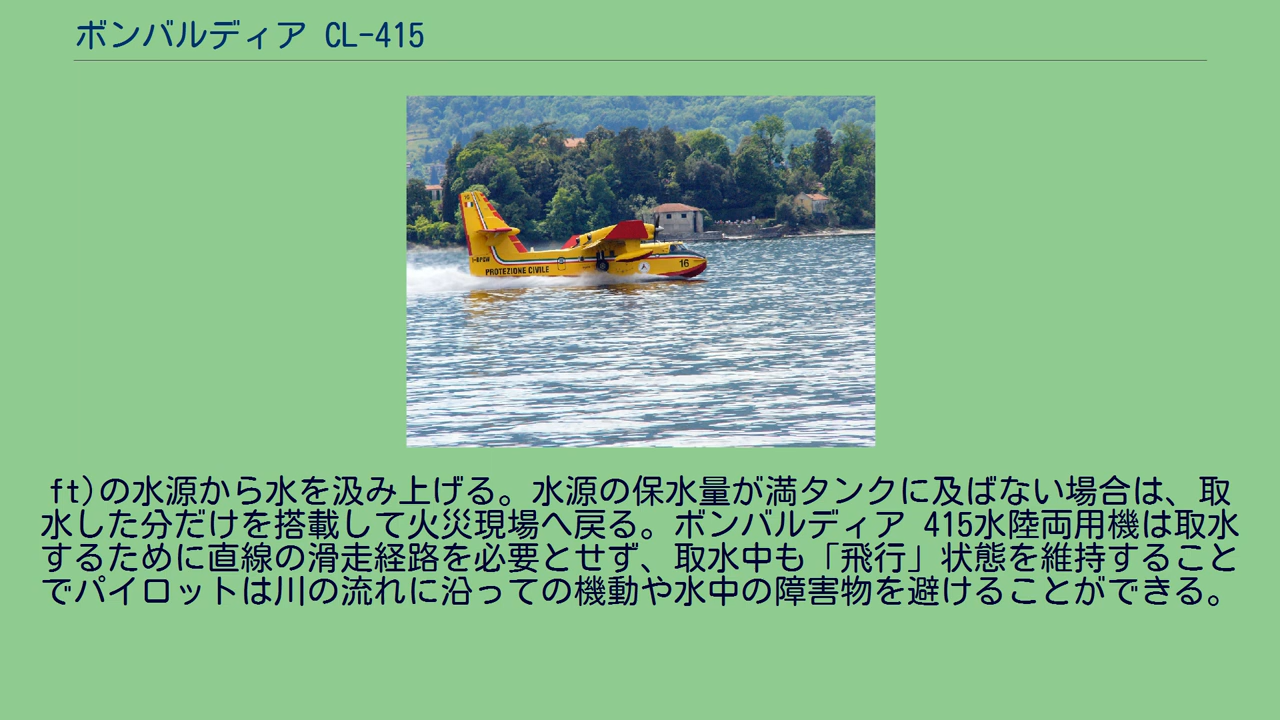 ボンバルディア CL-415
PROTEZIONE CIVILE
16
ft)の水源から水を汲み上げる。水源の保水量が満タンクに及ばない場合は、取
水した分だけを搭載して火災現場へ戻る。ボンバルディア 415水陸両用機は取水
するために直線の滑走経路を必要とせず、取水中も「飛行」状態を維持すること
でパイロットは川の流れに沿っての機動や水中の障害物を避けることができる。